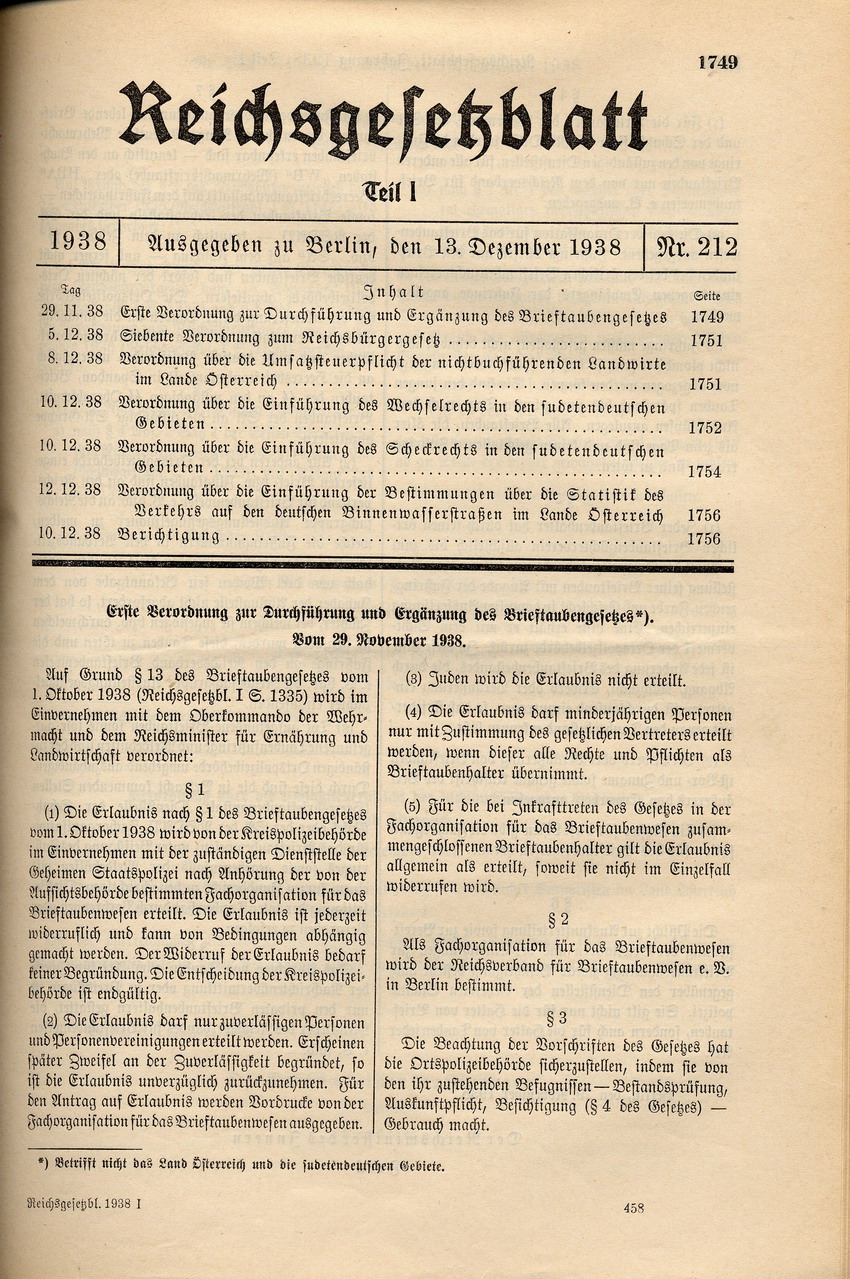 1749
Reichsgesetzblatt
Teil I
1938 Ausgegeben zu Berlin, den 13. Dezember 1938 Nr. 212
Tag Inhalt Seite
29. 11. 38 Erste Verordnung zur Durchführung und Ergänzung des Brieftaubengesetzes 1749
5. 12. 38 Siebente Verordnung zum Reichsbürgergesetz ........................ 1751
8. 12. 38 Verordnung über die Umsatzsteuerpflicht der nichtbuchführenden Landwirte
im Lande Österreich ........................................ 1751
10. 12. 38 Verordnung über die Einführung des Wechselrechts in den sudetendeutschen
Gebieten ................................................ 1752
10. 12. 38 Verordnung über die Einführung des Scheckrechts in den sudetendeutschen
Gebieten ................................................ 1754
12. 12. 38 Verordnung über die Einführung der Bestimmungen über die Statistik des
Verkehrs auf den deutschen Binnenwasserstraßen im Lande Österreich 1756
10. 12. 38 Berichtigung ................................................ 1756
Erste Verordnung zur Durchführung und Ergänzung des Brieftaubengesetzes*).
Vom 29. November 1938.
Auf Grund § 13 des Brieftaubengesetzes vom
1. Oktober 1938 (Reichsgesetzbl. I S. 1335) wird im
Einvernehmen mit dem Oberkommando der Wehr-
macht und dem Reichsminister für Ernährung und
Landwirtschaft verordnet:
§ 1
(1) Die Erlaubnis nach § 1 des Brieftaubengesetzes
vom 1. Oktober 1938 wird von der Kreispolizeibehörde
im Einvernehmen mit der zuständigen Dienststelle der
Geheimen Staatspolizei nach Anhörung der von der
Aufsichtsbehörde bestimmten Fachorganisation für das
Brieftaubenwesen erteilt. Die Erlaubnis ist jederzeit
widerruflich und kann von Bedingungen abhängig
gemacht werden. Der Widerruf der Erlaubnis bedarf
keiner Begründung. Die Entscheidung der Kreispolizei-
behörde ist endgültig.
(2) Die Erlaubnis darf nur zuverlässigen Personen
und Personenvereinigungen erteilt werden. Erscheinen
später Zweifel an der Zuverlässigkeit begründet, so
ist die Erlaubnis unverzüglich zurückzunehmen. Für
den Antrag auf Erlaubnis werden Vordrucke von der
Fachorganisation für das Brieftaubenwesen ausgegeben.
(3) Juden wird die Erlaubnis nicht erteilt.
(4) Die Erlaubnis darf minderjährigen Personen
nur mit Zustimmung des gesetzlichen Vertreters erteilt
werden, wenn dieser alle Rechte und Pflichten als
Brieftaubenhalter übernimmt.
(5) Für die bei Inkrafttreten des Gesetzes in der
Fachorganisation für das Brieftaubenwesen zusam-
mengeschlossenen Brieftaubenhalter gilt die Erlaubnis
allgemein als erteilt, soweit sie nicht im Einzelfall
widerrufen wird.
§ 2
Als Fachorganisation für das Brieftaubenwesen
wird der Reichsverband für Brieftaubenwesen e. V.
in Berlin bestimmt.
§ 3
Die Beachtung der Vorschriften des Gesetzes hat
die Ortspolizeibehörde sicherzustellen, indem sie von
den ihr zustehenden Befugnissen — Bestandsprüfung,
Auskunftpflicht, Besichtigung (§ 4 des Gesetzes) —
Gebrauch macht.
*) Betrifft nicht das Land Österreich und die sudetendeutschen Gebiete.
Reichsgesetzbl. 1938 I 458